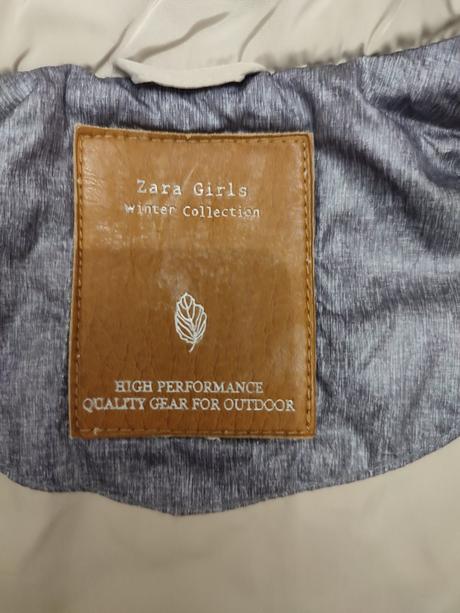 Zara Girls
Winter Collection
HIGH PERFORMANCE
QUALITY GEAR FOR OUTDOOR